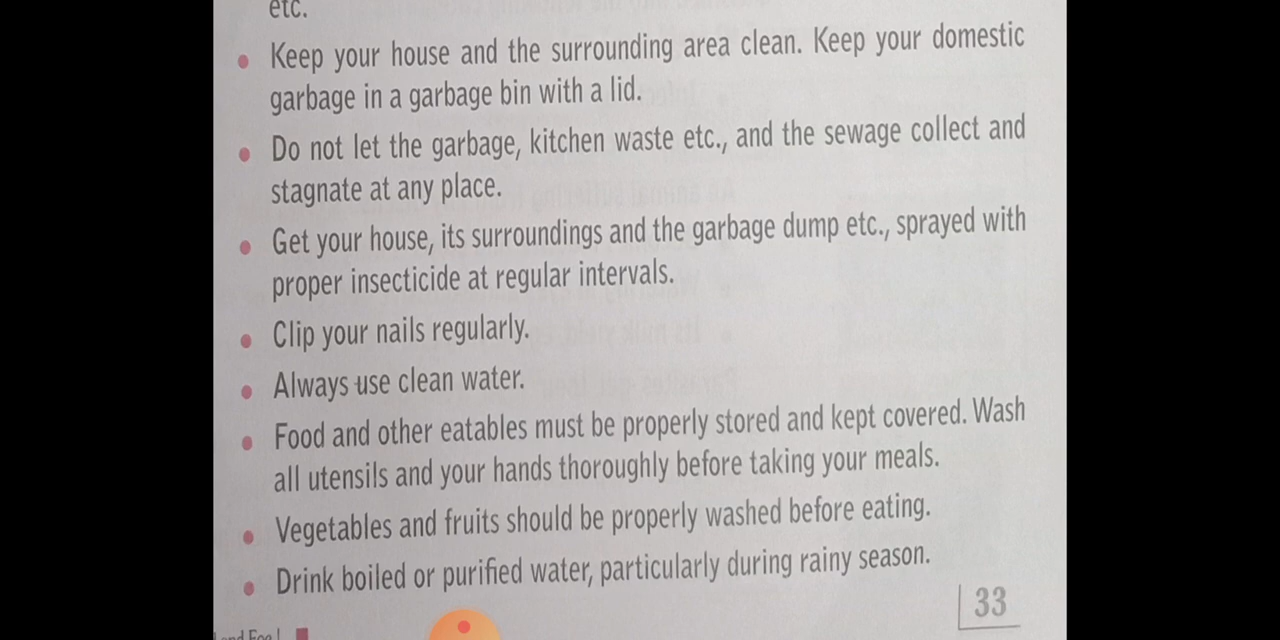 etc.
• Keep your house and the surrounding area clean. Keep your domestic
garbage in a garbage bin with a lid.
• Do not let the garbage, kitchen waste etc., and the sewage collect and
stagnate at any place.
• Get your house, its surroundings and the garbage dump etc., sprayed with
proper insecticide at regular intervals.
• Clip your nails regularly.
• Always use clean water.
• Food and other eatables must be properly stored and kept covered. Wash
all utensils and your hands thoroughly before taking your meals.
• Vegetables and fruits should be properly washed before eating.
• Drink boiled or purified water, particularly during rainy season.
33